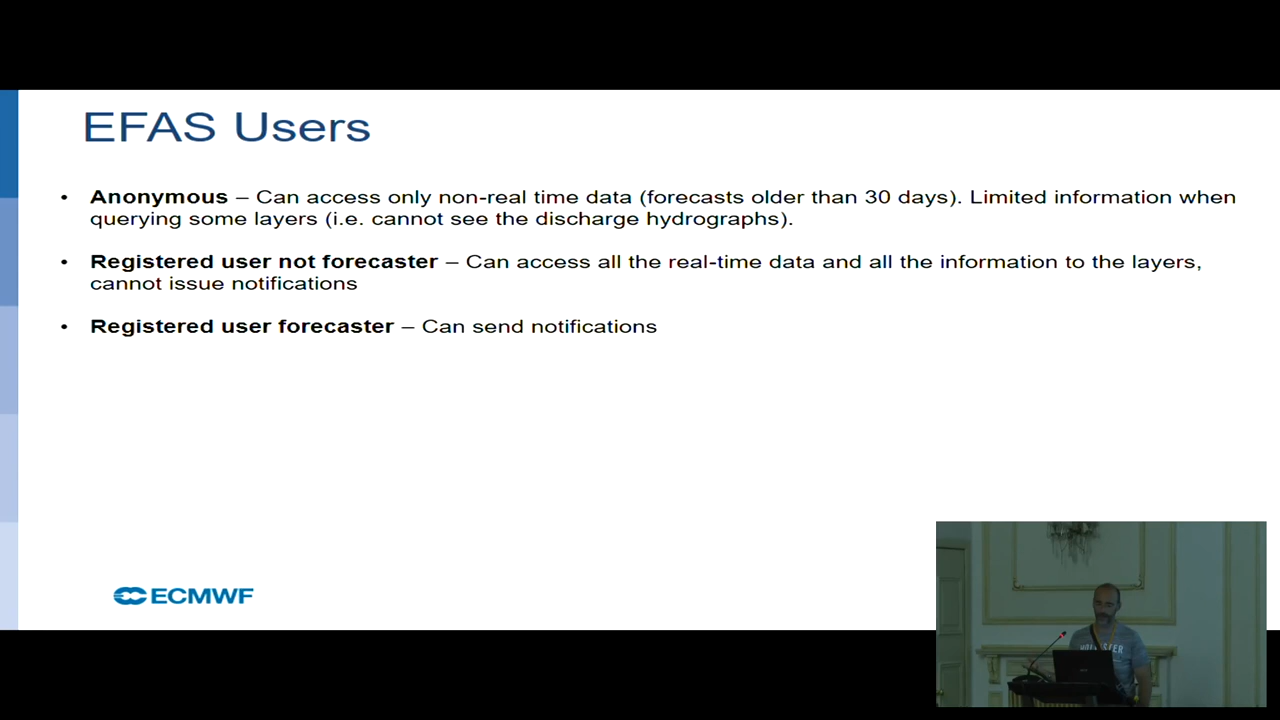 EFAS Users
• Anonymous – Can access only non-real time data (forecasts older than 30 days). Limited information when
querying some layers (i.e. cannot see the discharge hydrographs).
• Registered user not forecaster – Can access all the real-time data and all the information to the layers,
cannot issue notifications
• Registered user forecaster – Can send notifications
ECMWF